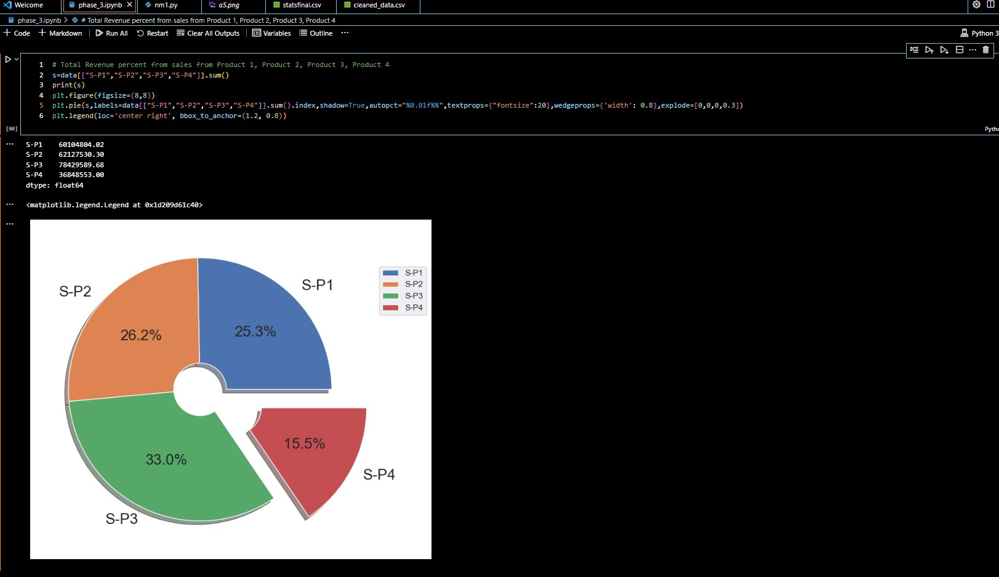 Welcome phase_3.ipynb nm1.py a5.png statsfinal.csv cleaned_data.csv
phase_3.ipynb > # Total Revenue percent from sales from Product 1, Product 2, Product 3, Product 4
Code Markdown Run All Restart Clear All Outputs Variables Outline ... Python 3
1 # Total Revenue percent from sales from Product 1, Product 2, Product 3, Product 4
2 s=data[["S-P1","S-P2","S-P3","S-P4"]].sum()
3 print(s)
4 plt.figure(figsize=(8,8))
5 plt.pie(s,labels=data[["S-P1","S-P2","S-P3","S-P4"]].sum().index,shadow=True,autopct="%0.01f%%",textprops={"fontsize":20},wedgeprops={'width': 0.8},explode=[0,0,0,0.3])
6 plt.legend(loc='center right', bbox_to_anchor=(1.2, 0.8))
[80]
Pytho
S-P1 60104804.02
S-P2 62127530.30
S-P3 78429589.68
S-P4 36848553.00
dtype: float64
<matplotlib.legend.Legend at 0x1d209d61c40>
S-P1
S-P2
25.3%
26.2%
33.0%
15.5%
S-P4
S-P3
S-P1
S-P2
S-P3
S-P4